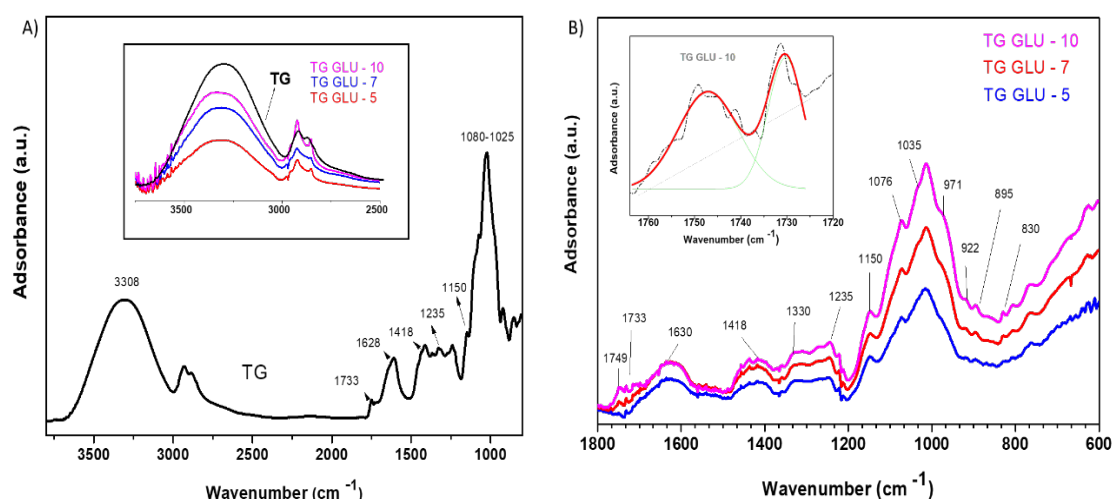 A)
TG GLU - 10
TG GLU - 7
TG GLU - 5
TG
3500
3000
2500
1080-1025
3308
TG
1733
1628
1418
1235
1150
3500
3000
2500
2000
1500
1000
Wavenumber (cm -1)
Adsorbance (a.u.)
B)
TG GLU - 10
Adsorbance (a.u.)
1760
1750
1740
1730
1720
Wavenumber (cm -1)
TG GLU - 10
TG GLU - 7
TG GLU - 5
1749
1733
1630
1418
1330
1235
1150
1076
1035
971
922
895
830
1800
1600
1400
1200
1000
800
600
Wavenumber (cm -1)
Adsorbance (a.u.)